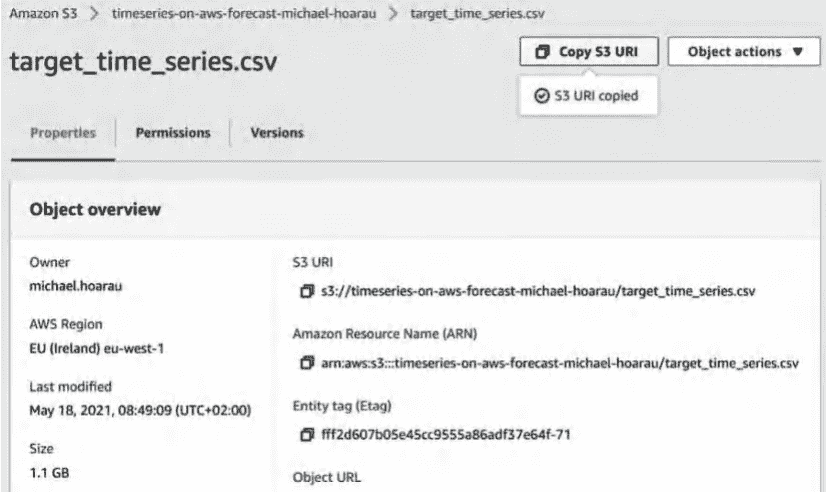 Amazon S3 > timeseries-on-aws-forecast-michael-hoarau > target_time_series.csv
target_time_series.csv
Copy S3 URI
Object actions ▼
S3 URI copied
Properties
Permissions
Versions
Object overview
Owner
michael.hoarau
AWS Region
EU (Ireland) eu-west-1
Last modified
May 18, 2021, 08:49:09 (UTC+02:00)
Size
1.1 GB
S3 URI
s3://timeseries-on-aws-forecast-michael-hoarau/target_time_series.csv
Amazon Resource Name (ARN)
arn:aws:s3:::timeseries-on-aws-forecast-michael-hoarau/target_time_series.csv
Entity tag (Etag)
fff2d607b05e45cc9555a86adf37e64f-71
Object URL